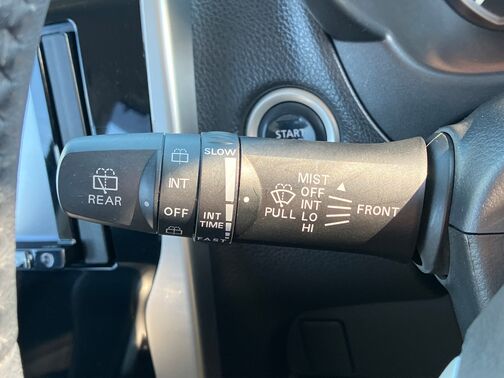 START
SLOW
INT
REAR
OFF
INT
TIME
FAST
MIST
OFF
INT
PULL
LO
HI
FRONT